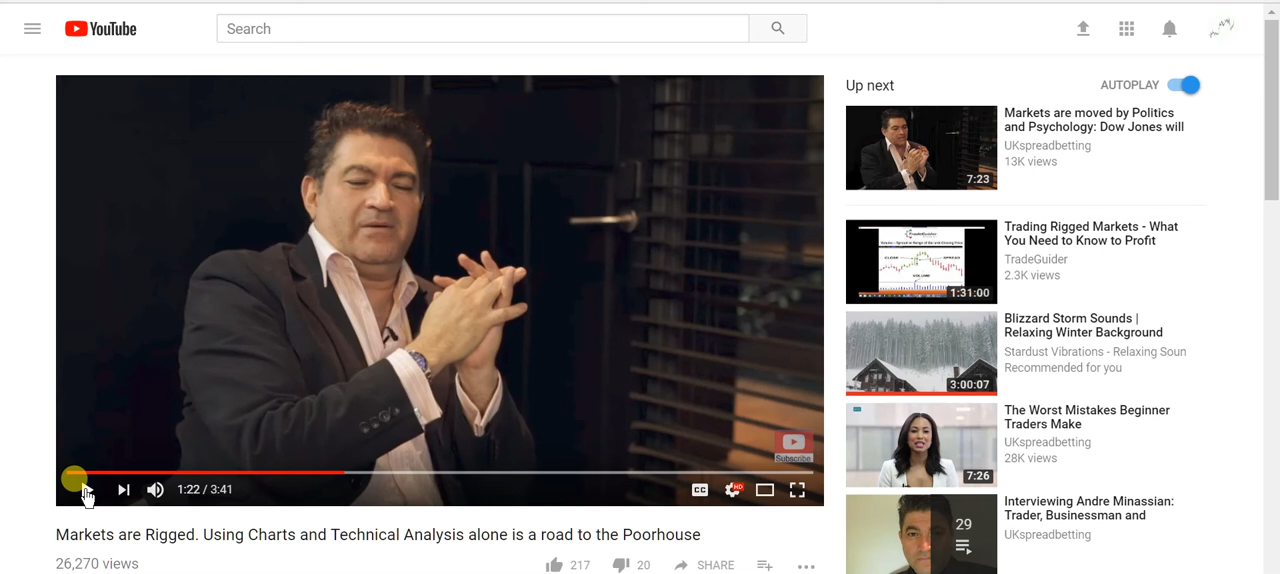 YouTube
Search
Up next
AUTOPLAY
Markets are moved by Politics
and Psychology: Dow Jones will
UKspreadbetting
13K views
7:23
Trading Rigged Markets - What
You Need to Know to Profit
TradeGuider
2.3K views
CLOSE
SPREAD
VOLUME
1:31:00
Blizzard Storm Sounds |
Relaxing Winter Background
Stardust Vibrations - Relaxing Soun
Recommended for you
3:00:07
The Worst Mistakes Beginner
Traders Make
UKspreadbetting
28K views
7:26
Interviewing Andre Minassian:
Trader, Businessman and
UKspreadbetting
29
Subscribe
1:22 / 3:41
CC
HD
Markets are Rigged. Using Charts and Technical Analysis alone is a road to the Poorhouse
26,270 views
217
20
SHARE